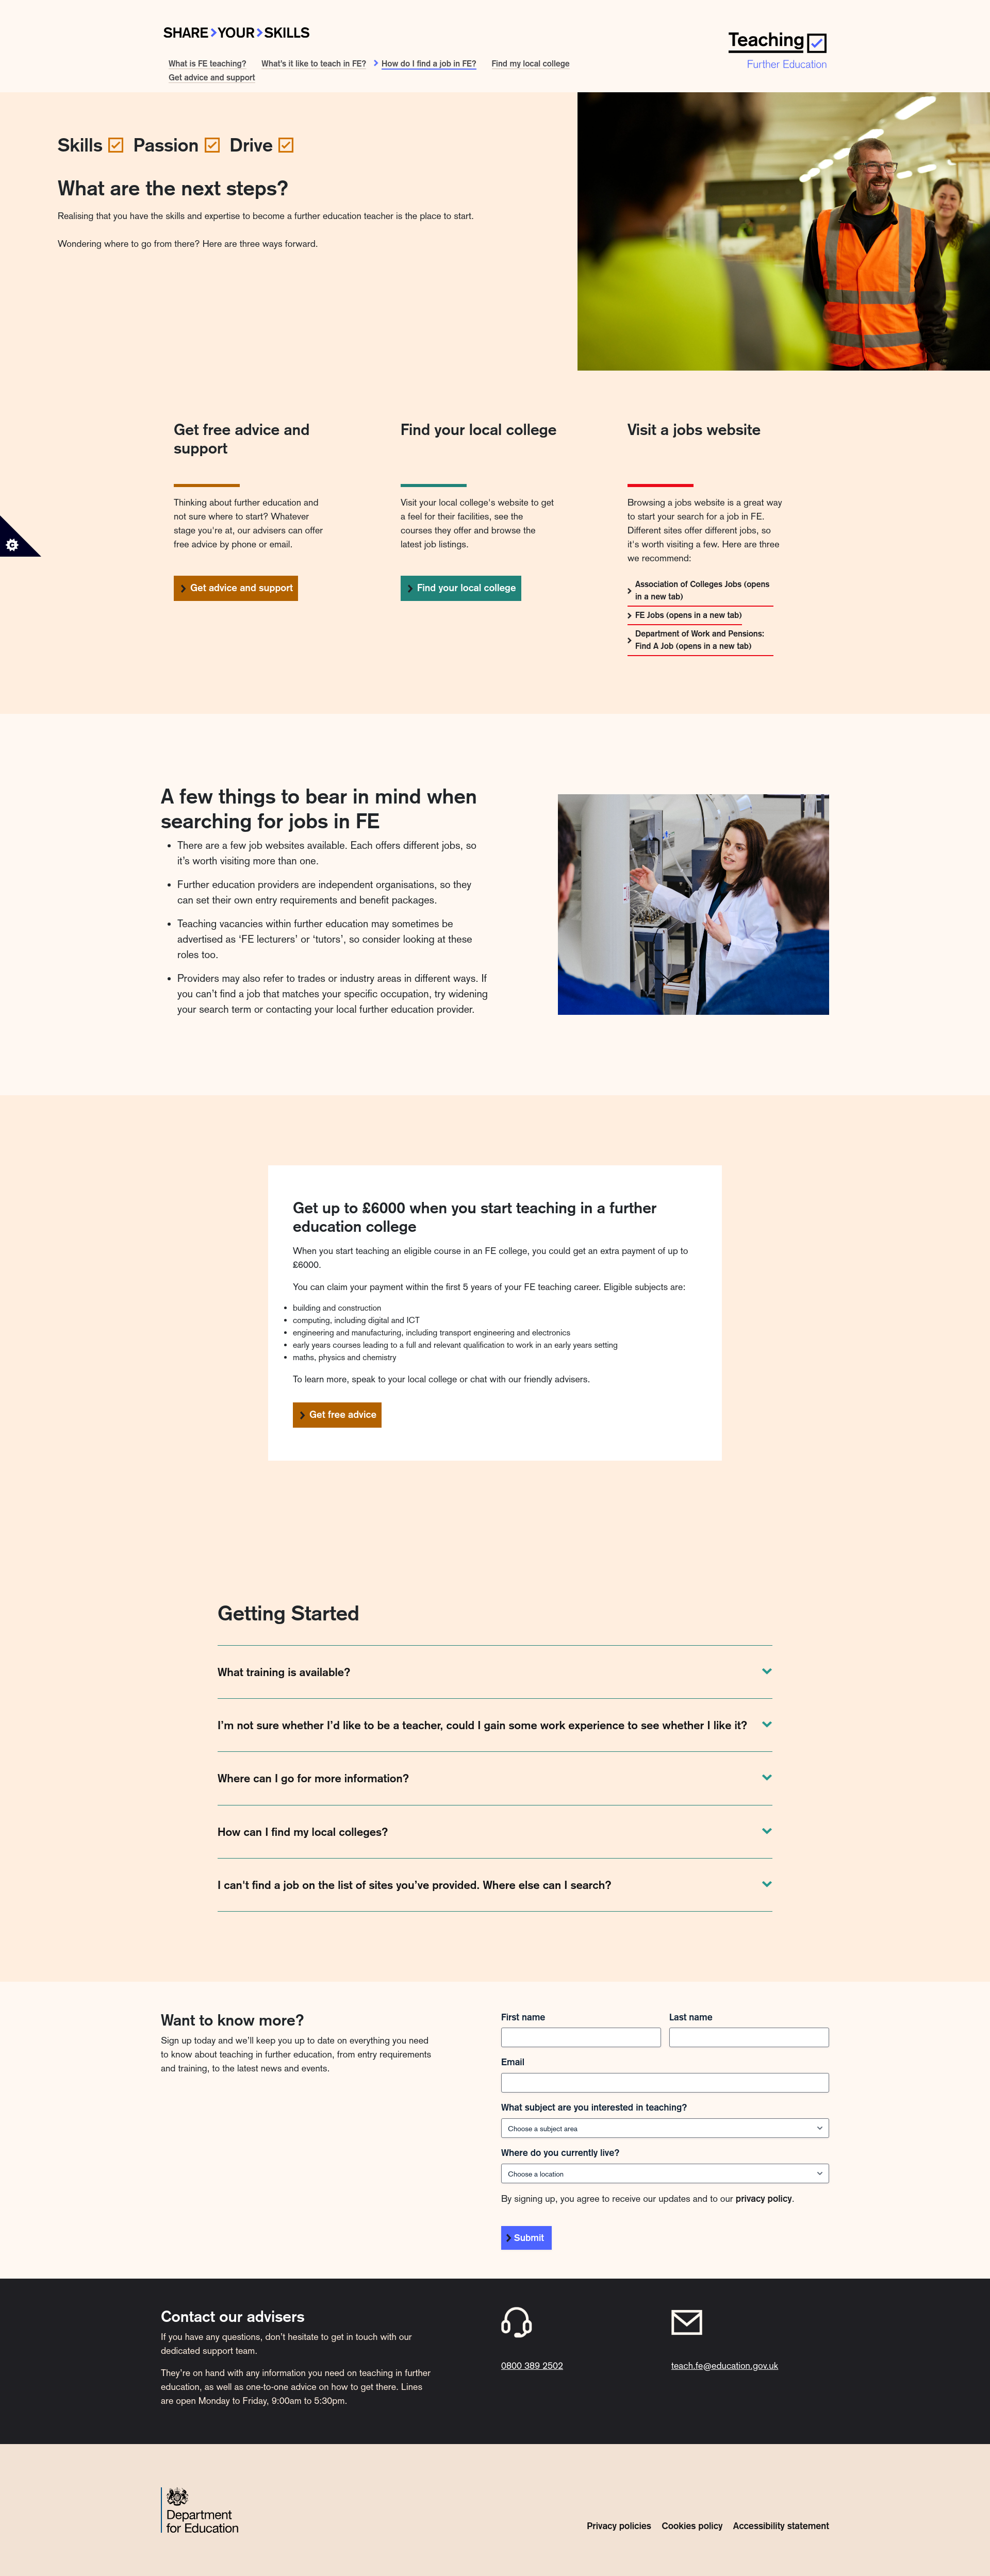 SHARE YOUR SKILLS
Teaching
Further Education
What is FE teaching?
What's it like to teach in FE?
How do I find a job in FE?
Find my local college
Get advice and support
Skills Passion Drive
What are the next steps?
Realising that you have the skills and expertise to become a further education teacher is the place to start.
Wondering where to go from there? Here are three ways forward.
Get free advice and
support
Thinking about further education and
not sure where to start? Whatever
stage you're at, our advisers can offer
free advice by phone or email.
Get advice and support
Find your local college
Visit your local college's website to get
a feel for their facilities, see the
courses they offer and browse the
latest job listings.
Find your local college
Visit a jobs website
Browsing a jobs website is a great way
to start your search for a job in FE.
Different sites offer different jobs, so
it's worth visiting a few. Here are three
we recommend:
Association of Colleges Jobs (opens
in a new tab)
FE Jobs (opens in a new tab)
Department of Work and Pensions:
Find A Job (opens in a new tab)
A few things to bear in mind when
searching for jobs in FE
There are a few job websites available. Each offers different jobs, so
it's worth visiting more than one.
Further education providers are independent organisations, so they
can set their own entry requirements and benefit packages.
Teaching vacancies within further education may sometimes be
advertised as ‘FE lecturers’ or ‘tutors’, so consider looking at these
roles too.
Providers may also refer to trades or industry areas in different ways. If
you can’t find a job that matches your specific occupation, try widening
your search term or contacting your local further education provider.
Get up to £6000 when you start teaching in a further
education college
When you start teaching an eligible course in an FE college, you could get an extra payment of up to
£6000.
You can claim your payment within the first 5 years of your FE teaching career. Eligible subjects are:
building and construction
computing, including digital and ICT
engineering and manufacturing, including transport engineering and electronics
early years courses leading to a full and relevant qualification to work in an early years setting
maths, physics and chemistry
To learn more, speak to your local college or chat with our friendly advisers.
Get free advice
Getting Started
What training is available?
I’m not sure whether I’d like to be a teacher, could I gain some work experience to see whether I like it?
Where can I go for more information?
How can I find my local colleges?
I can't find a job on the list of sites you’ve provided. Where else can I search?
Want to know more?
Sign up today and we’ll keep you up to date on everything you need
to know about teaching in further education, from entry requirements
and training, to the latest news and events.
First name
Last name
Email
What subject are you interested in teaching?
Choose a subject area
Where do you currently live?
Choose a location
By signing up, you agree to receive our updates and to our privacy policy.
Submit
Contact our advisers
If you have any questions, don’t hesitate to get in touch with our
dedicated support team.
They’re on hand with any information you need on teaching in further
education, as well as one-to-one advice on how to get there. Lines
are open Monday to Friday, 9:00am to 5:30pm.
0800 389 2502
teach.fe@education.gov.uk
Department
for Education
Privacy policies
Cookies policy
Accessibility statement